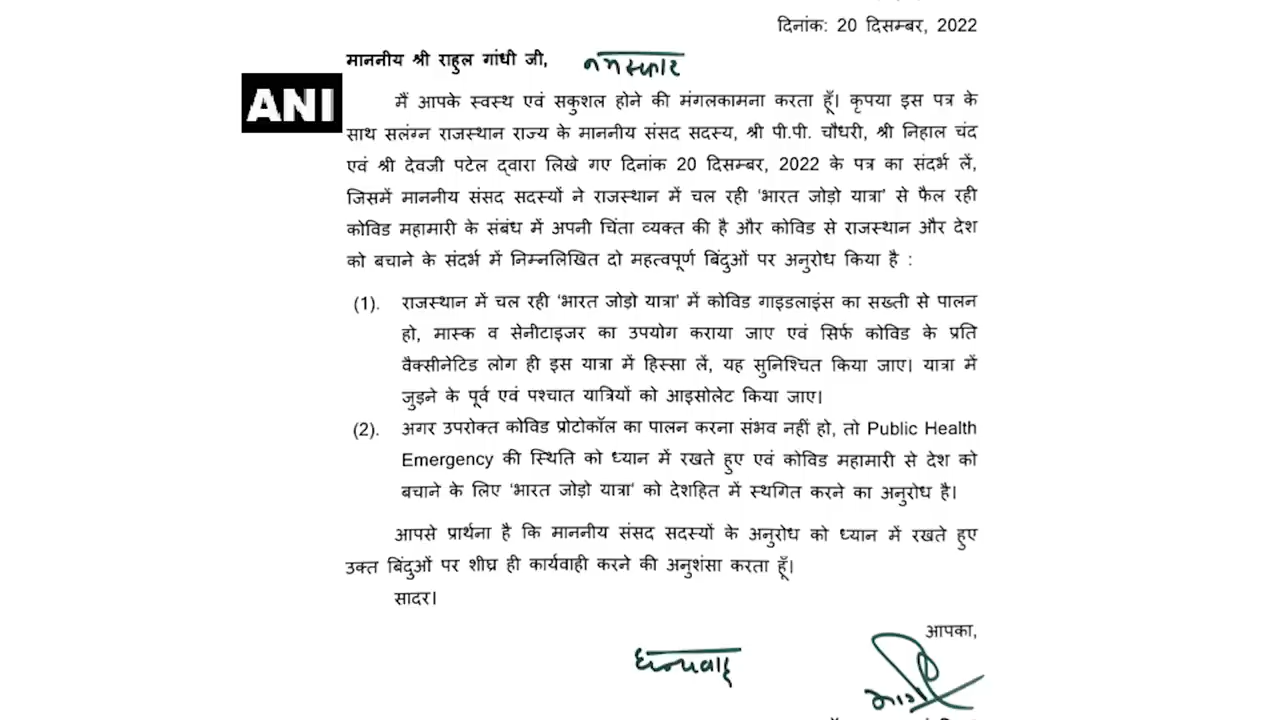 दिनांक: 20 दिसम्बर, 2022
माननीय श्री राहुल गांधी जी, नमस्कार
ANI
मैं आपके स्वस्थ एवं सकुशल होने की मंगलकामना करता हूँ। कृपया इस पत्र के
साथ सलंग्न राजस्थान राज्य के माननीय संसद सदस्य, श्री पी.पी. चौधरी, श्री निहाल चंद
एवं श्री देवजी पटेल द्वारा लिखे गए दिनांक 20 दिसम्बर, 2022 के पत्र का संदर्भ लें,
जिसमें माननीय संसद सदस्यों ने राजस्थान में चल रही 'भारत जोड़ो यात्रा' से फैल रही
कोविड महामारी के संबंध में अपनी चिंता व्यक्त की है और कोविड से राजस्थान और देश
को बचाने के संदर्भ में निम्नलिखित दो महत्वपूर्ण बिंदुओं पर अनुरोध किया है :
(1). राजस्थान में चल रही 'भारत जोड़ो यात्रा' में कोविड गाइडलाइंस का सख्ती से पालन
हो, मास्क व सेनीटाइजर का उपयोग कराया जाए एवं सिर्फ कोविड के प्रति
वैक्सीनेटिड लोग ही इस यात्रा में हिस्सा लें, यह सुनिश्चित किया जाए। यात्रा में
जुड़ने के पूर्व एवं पश्चात यात्रियों को आइसोलेट किया जाए।
(2). अगर उपरोक्त कोविड प्रोटोकॉल का पालन करना संभव नहीं हो, तो Public Health
Emergency की स्थिति को ध्यान में रखते हुए एवं कोविड महामारी से देश को
बचाने के लिए 'भारत जोड़ो यात्रा' को देशहित में स्थगित करने का अनुरोध है।
आपसे प्रार्थना है कि माननीय संसद सदस्यों के अनुरोध को ध्यान में रखते हुए
उक्त बिंदुओं पर शीघ्र ही कार्यवाही करने की अनुशंसा करता हूँ।
सादर।
आपका,
धन्यवाद